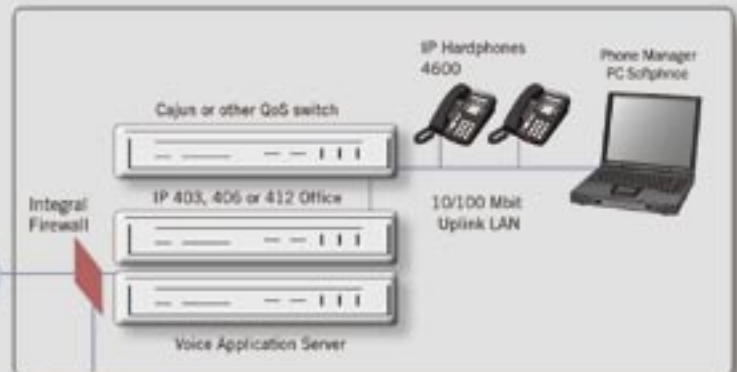 IP Hardphones
4600
Phone Manager
PC Softphnoe
Cajun or other QoS switch
IP 403, 406 or 412 Office
Integral
Firewall
10/100 Mbit
Uplink LAN
Voice Application Server